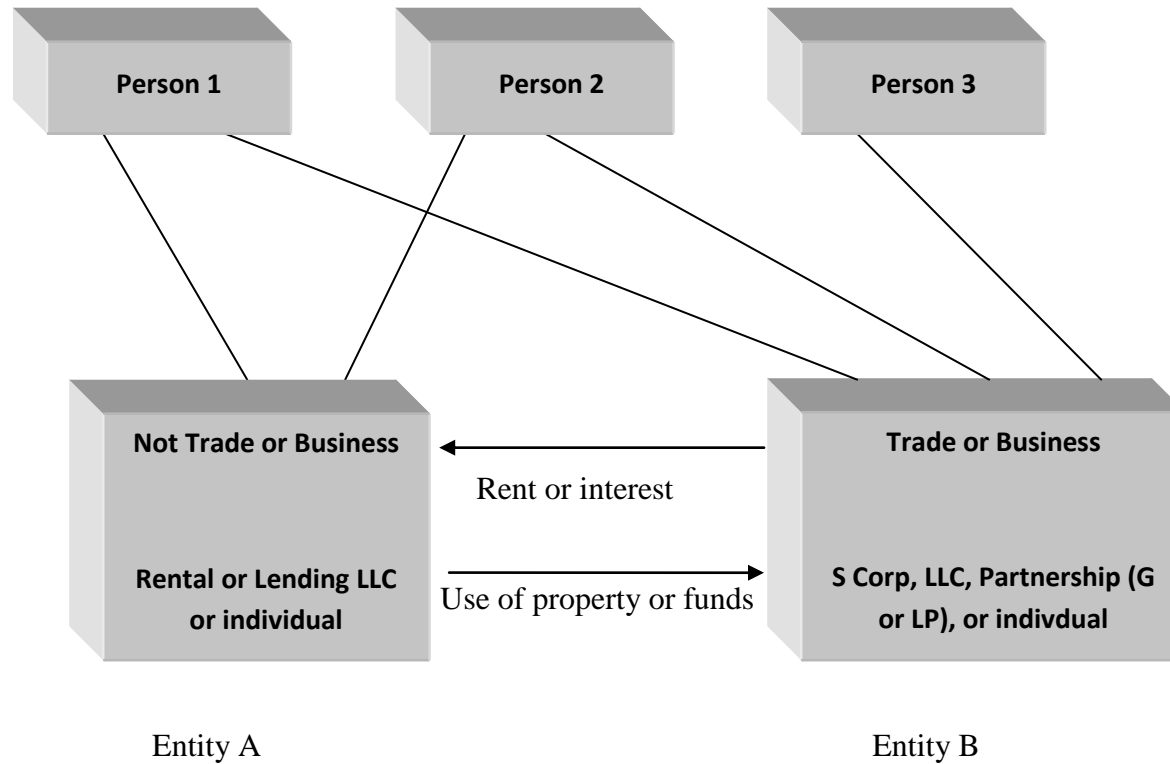 Person 1
Person 2
Person 3
Not Trade or Business
Rental or Lending LLC
or individual
Rent or interest
Use of property or funds
Trade or Business
S Corp, LLC, Partnership (G
or LP), or indivdual
Entity A
Entity B